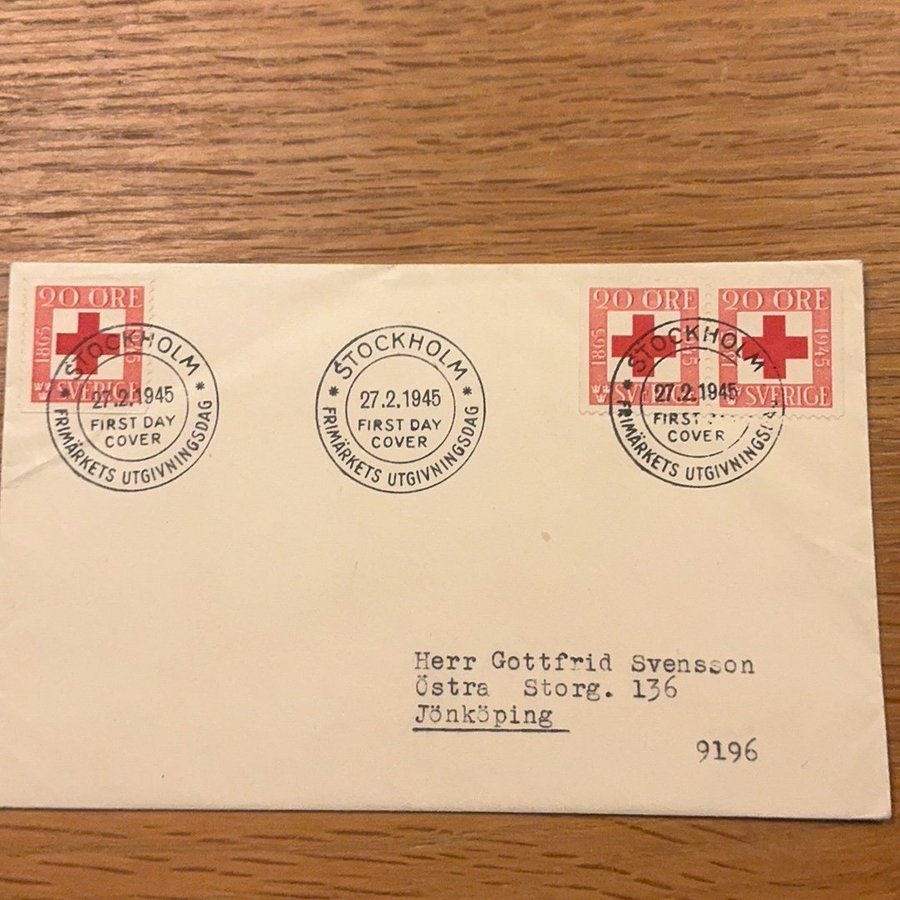 20 ÖRE
1865
SVERIGE
STOCKHOLM
27.2.1945
FIRST DAY
COVER
FRIMÄRKETS UTGIVNINGSDAG
STOCKHOLM
27.2.1945
FIRST DAY
COVER
FRIMÄRKETS UTGIVNINGSDAG
20 ÖRE
1865
SVERIGE
20 ÖRE
1945
SVERIGE
STOCKHOLM
27.2.1945
FIRST
COVER
FRIMÄRKETS
Herr Gottfrid Svensson
Östra Storg. 136
Jönköping
9196